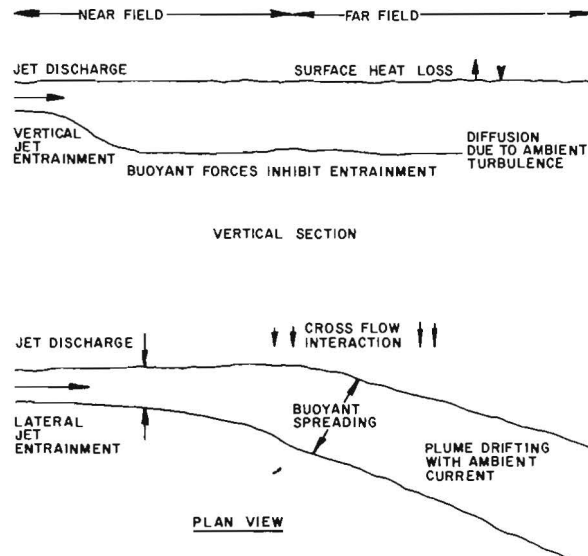 NEAR FIELD
FAR FIELD
JET DISCHARGE
SURFACE HEAT LOSS
VERTICAL
JET
ENTRAINMENT
DIFFUSION
DUE TO AMBIENT
TURBULENCE
BUOYANT FORCES INHIBIT ENTRAINMENT
VERTICAL SECTION
JET DISCHARGE
CROSS FLOW
INTERACTION
LATERAL
JET
ENTRAINMENT
BUOYANT
SPREADING
PLUME DRIFTING
WITH AMBIENT
CURRENT
PLAN VIEW